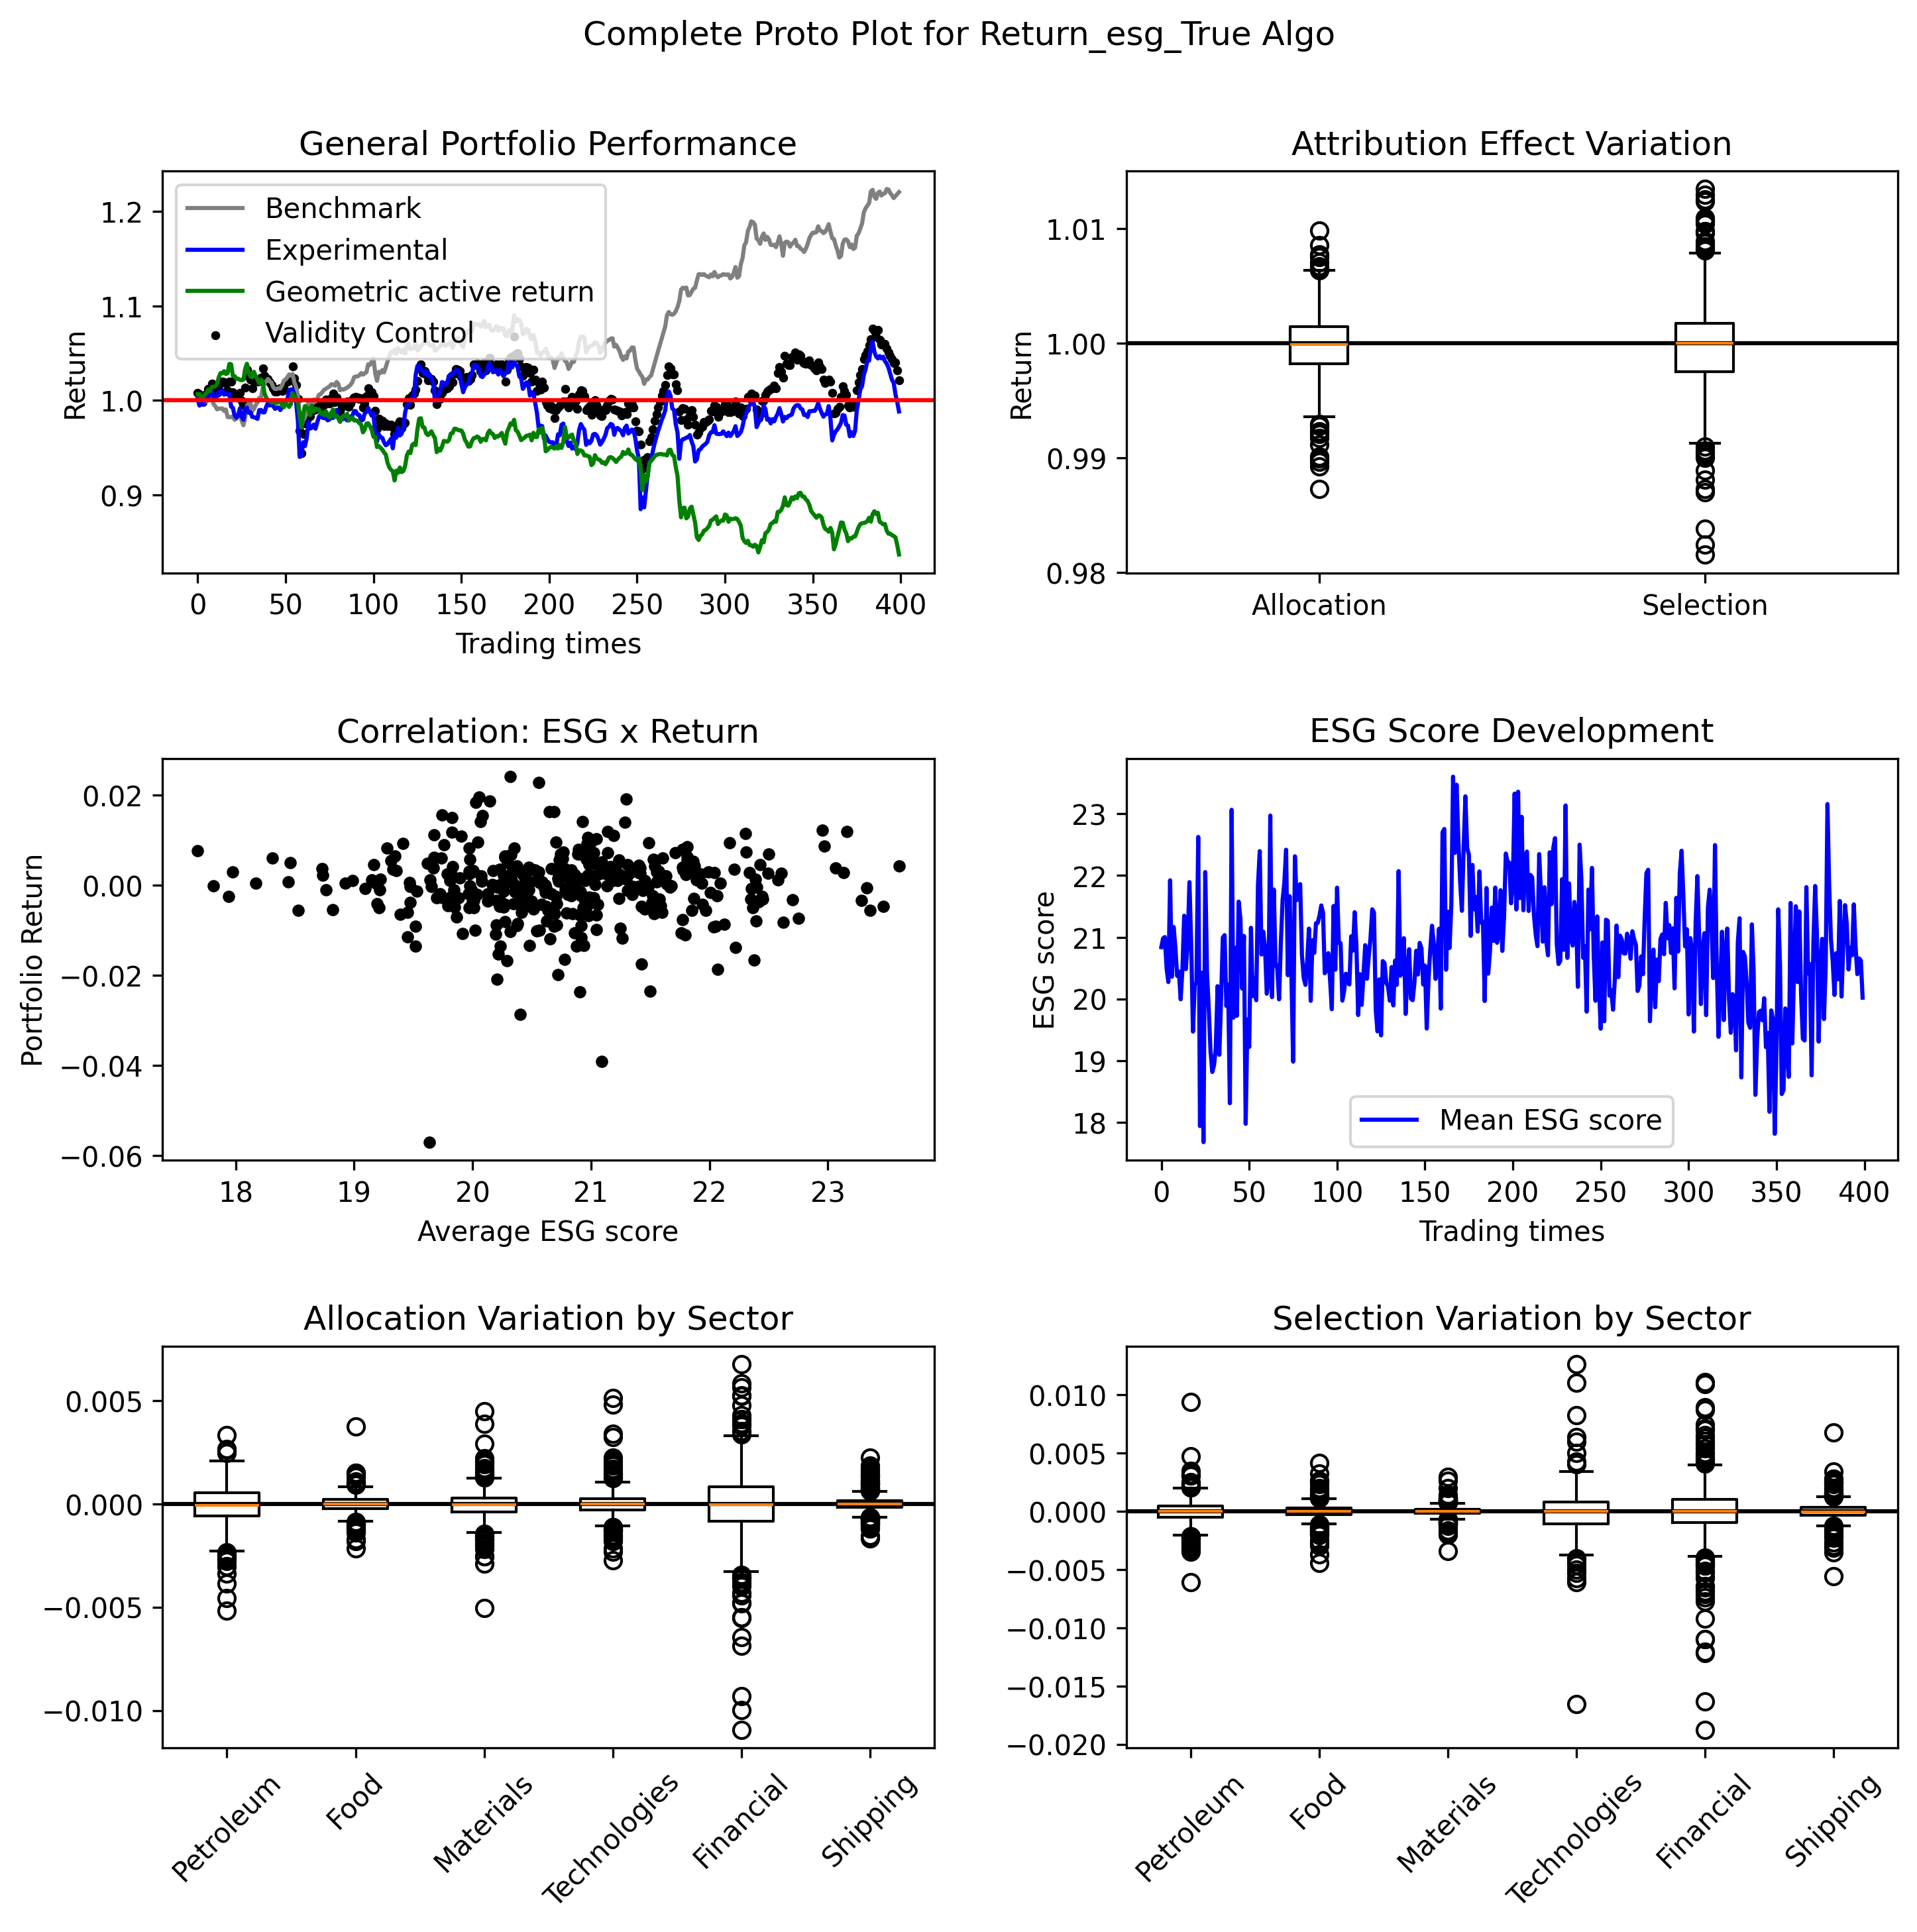 Complete Proto Plot for Return_esg_True Algo
General Portfolio Performance
Return
1.2
1.1
1.0
0.9
Benchmark
Experimental
Geometric active return
Validity Control
0 50 100 150 200 250 300 350 400
Trading times
Attribution Effect Variation
Return
1.01
1.00
0.99
0.98
Allocation Selection
Correlation: ESG x Return
Portfolio Return
0.02
0.00
−0.02
−0.04
−0.06
18 19 20 21 22 23
Average ESG score
ESG Score Development
ESG score
23
22
21
20
19
18
Mean ESG score
0 50 100 150 200 250 300 350 400
Trading times
Allocation Variation by Sector
0.005
0.000
−0.005
−0.010
Petroleum Food Materials Technologies Financial Shipping
Selection Variation by Sector
0.010
0.005
0.000
−0.005
−0.010
−0.015
−0.020
Petroleum Food Materials Technologies Financial Shipping